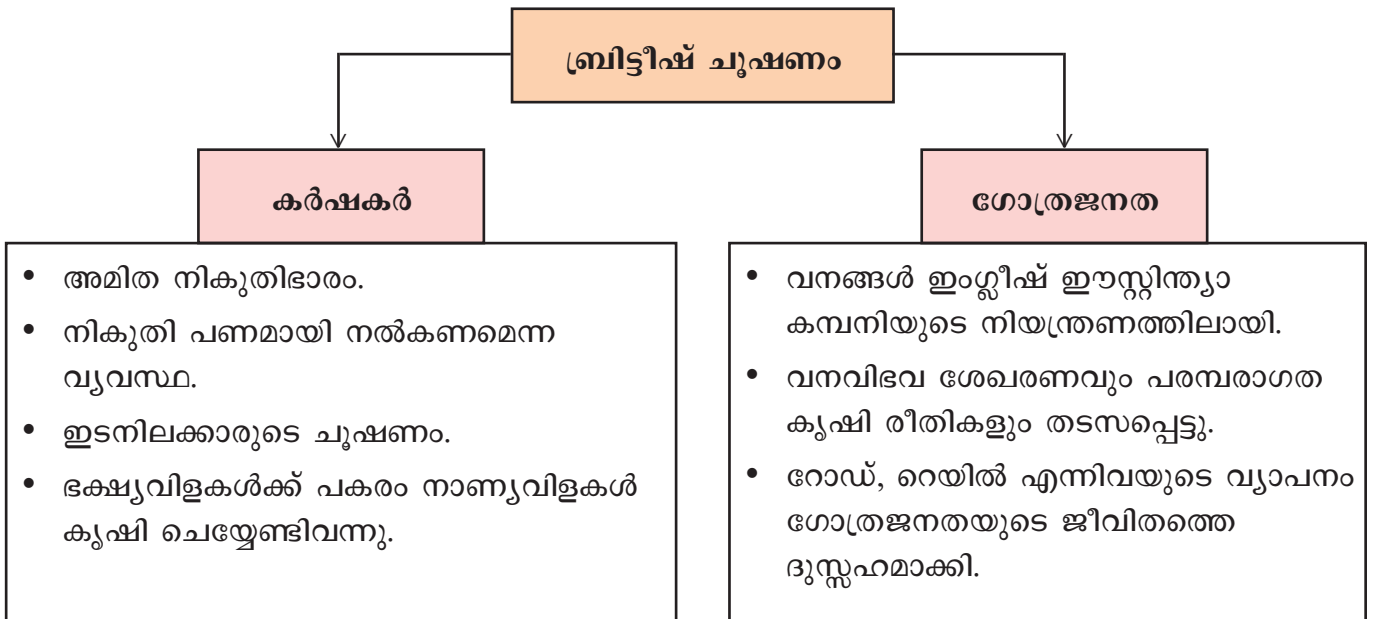 ബ്രിട്ടീഷ് ചൂഷണം
കർഷകർ
• അമിത നികുതിഭാരം.
• നികുതി പണമായി നൽകണമെന്ന
വ്യവസ്ഥ.
• ഇടനിലക്കാരുടെ ചൂഷണം.
• ഭക്ഷ്യവിളകൾക്ക് പകരം നാണ്യവിളകൾ
കൃഷി ചെയ്യേണ്ടിവന്നു.
ഗോത്രജനത
• വനങ്ങൾ ഇംഗ്ലീഷ് ഈസ്റ്റിന്ത്യാ
കമ്പനിയുടെ നിയന്ത്രണത്തിലായി.
• വനവിഭവ ശേഖരണവും പരമ്പരാഗത
കൃഷി രീതികളും തടസപ്പെട്ടു.
• റോഡ്, റെയിൽ എന്നിവയുടെ വ്യാപനം
ഗോത്രജനതയുടെ ജീവിതത്തെ
ദുസ്സഹമാക്കി.